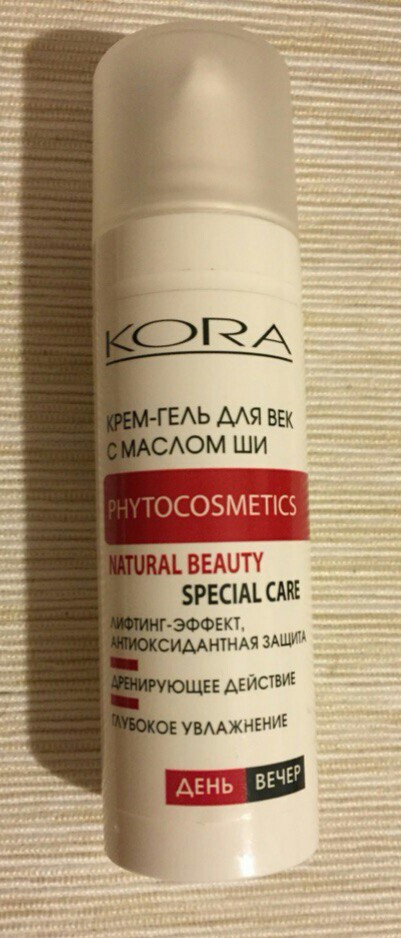 KORA
КРЕМ-ГЕЛЬ ДЛЯ ВЕК
С МАСЛОМ ШИ
PHYTOCOSMETICS
NATURAL BEAUTY
SPECIAL CARE
ЛИФТИНГ-ЭФФЕКТ,
АНТИОКСИДАНТНАЯ ЗАЩИТА
ДРЕНИРУЮЩЕЕ ДЕЙСТВИЕ
ГЛУБОКОЕ УВЛАЖНЕНИЕ
ДЕНЬ ВЕЧЕР